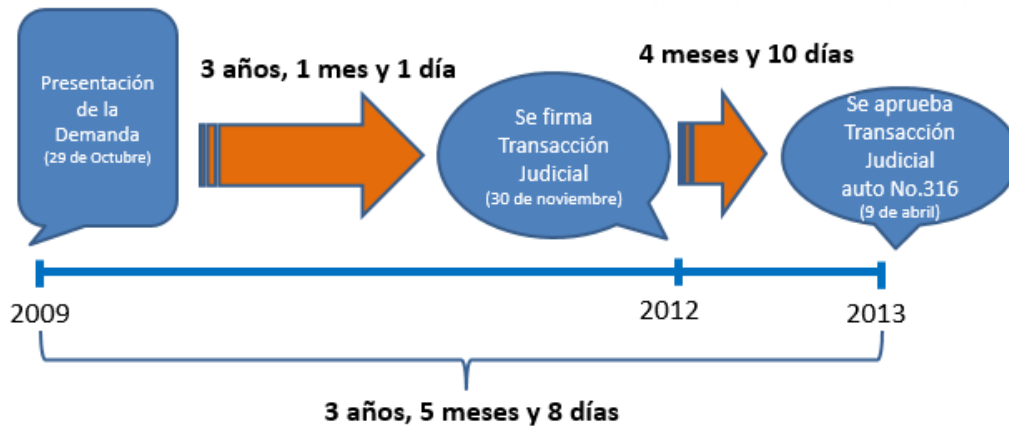 Presentación
de la
Demanda
(29 de Octubre)
3 años, 1 mes y 1 día
Se firma
Transacción
Judicial
(30 de noviembre)
4 meses y 10 días
Se aprueba
Transacción
Judicial
auto No.316
(9 de abril)
2009
2012
2013
3 años, 5 meses y 8 días